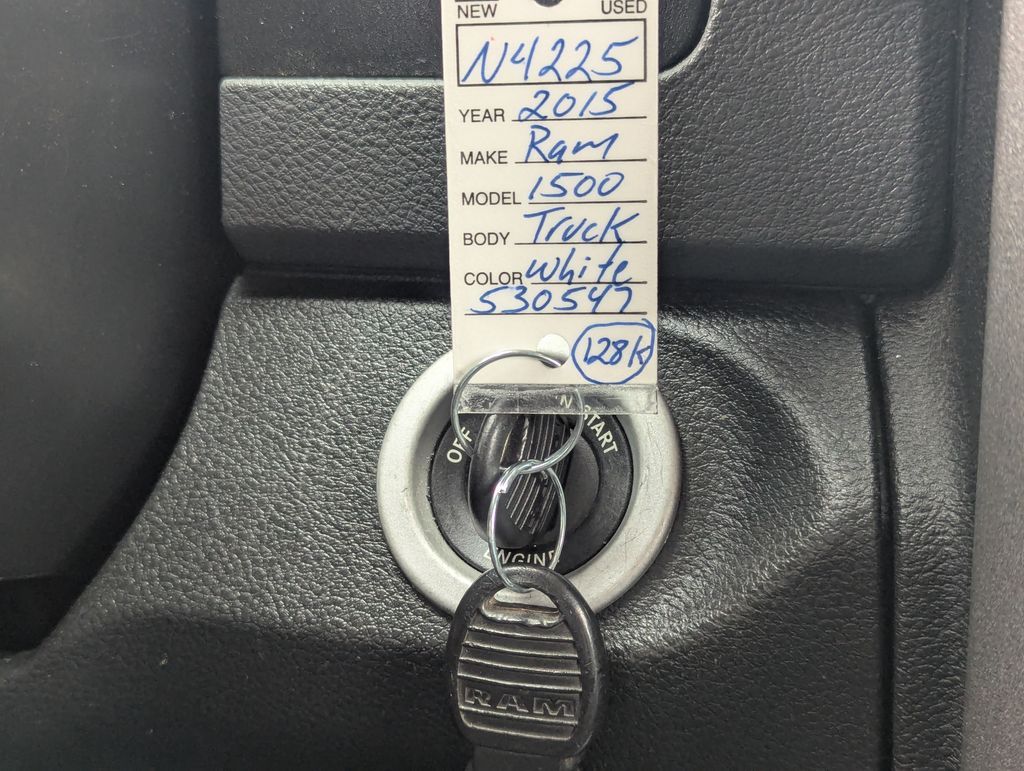 NEW USED
N4225
YEAR 2015
MAKE Ram
MODEL 1500
BODY Truck
COLOR White
530547
128K
OFF N START
ENGINE
RAM